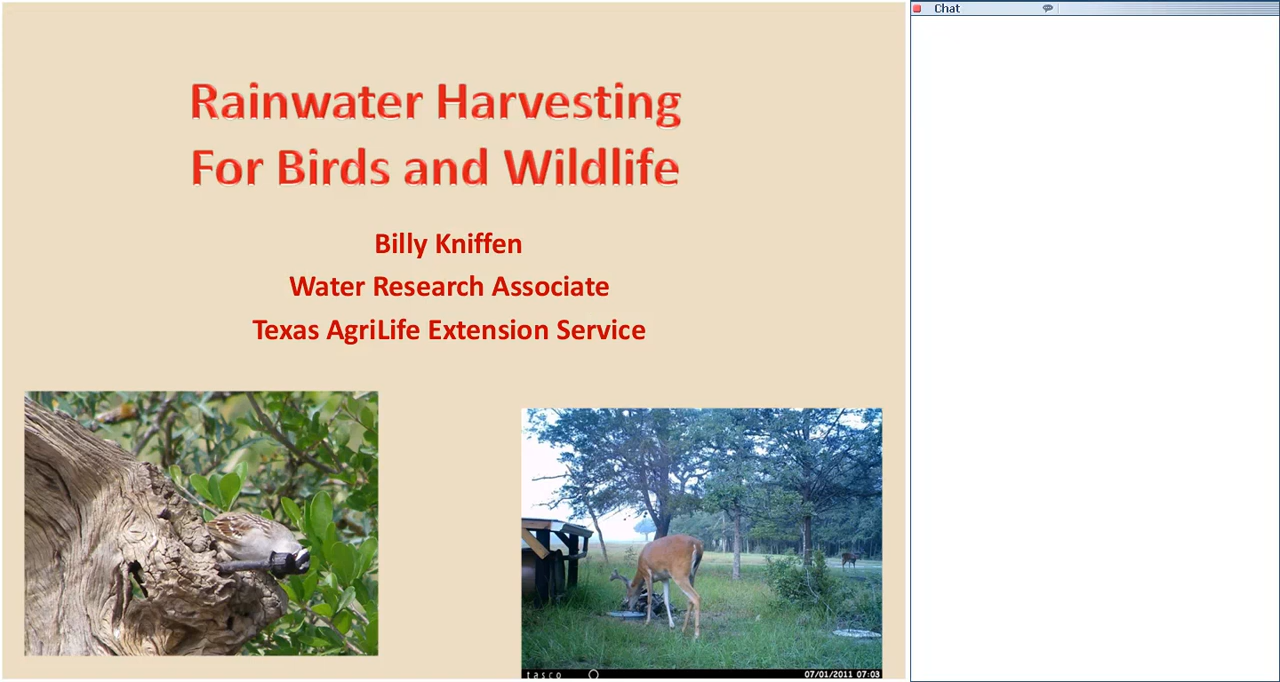 Chat
Rainwater Harvesting
For Birds and Wildlife
Billy Kniffen
Water Research Associate
Texas AgriLife Extension Service
tasco
07/01/2011 07:03